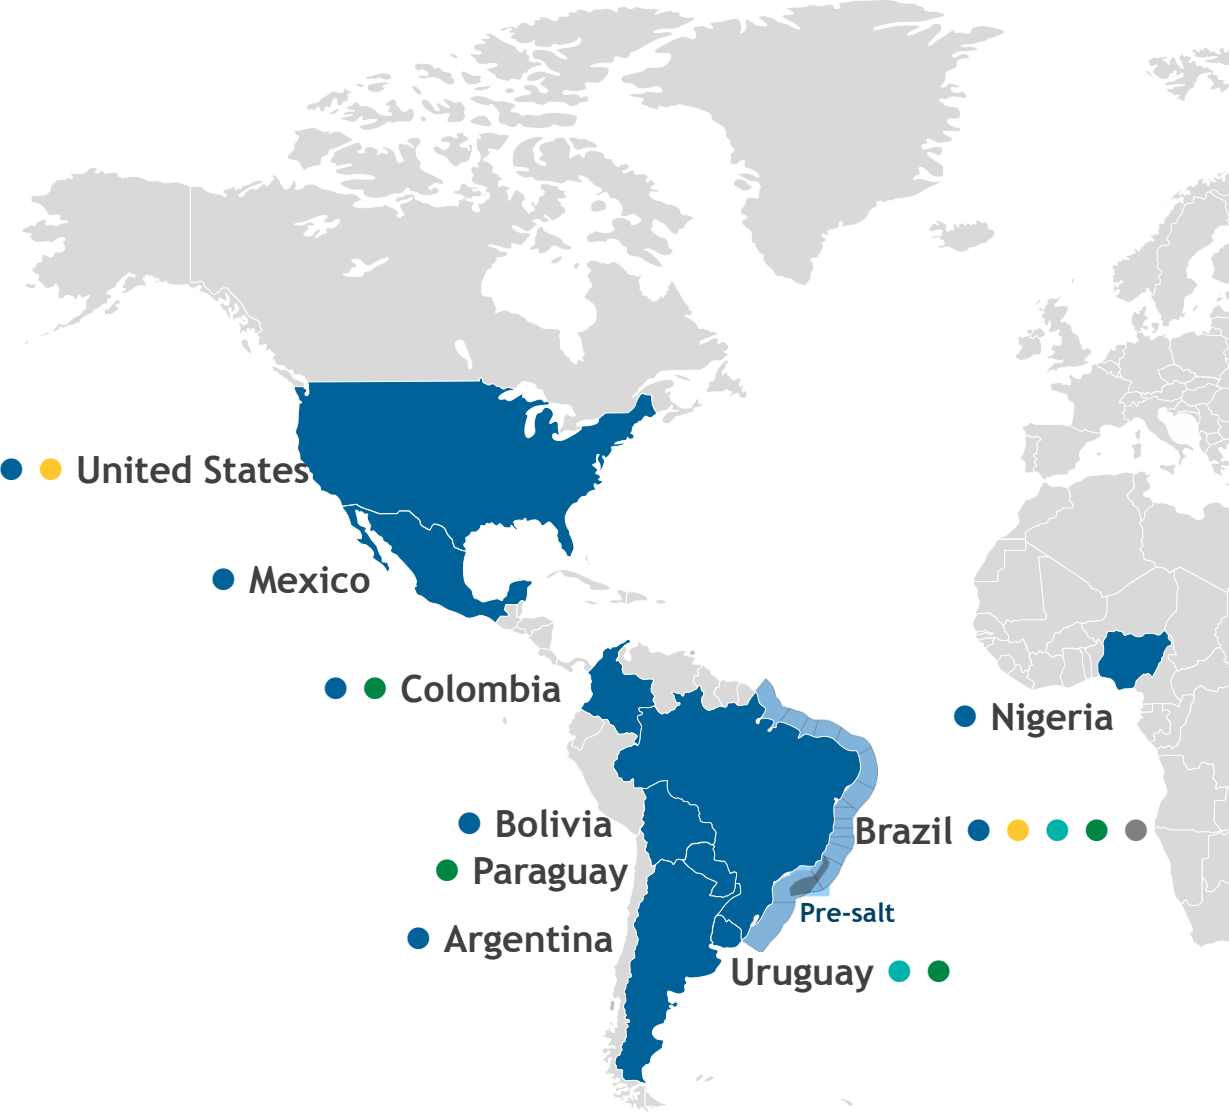 United States
Mexico
Colombia
Nigeria
Bolivia
Brazil
Paraguay
Pre-salt
Argentina
Uruguay